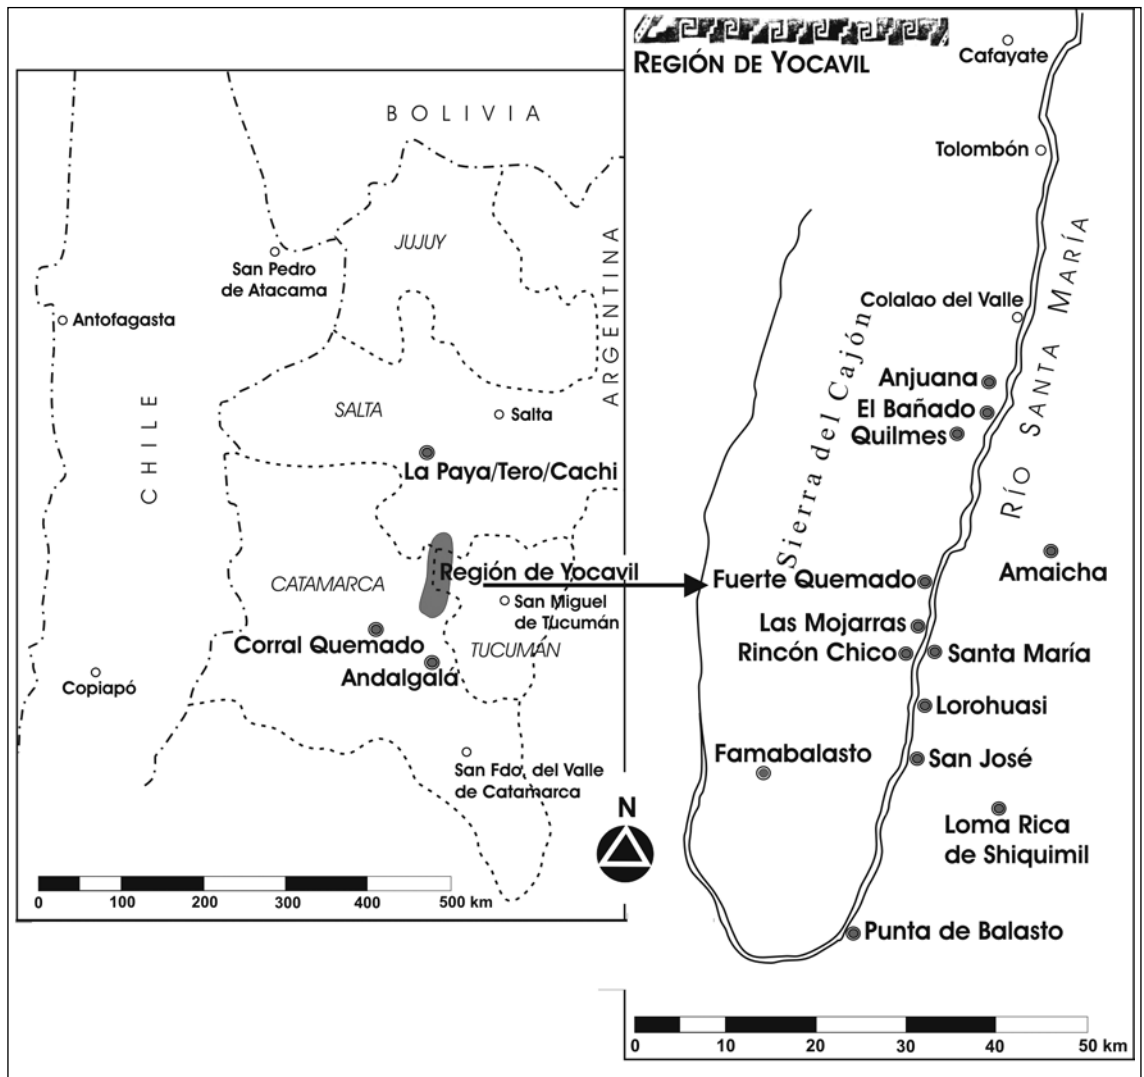 BOLIVIA
JUJUY
San Pedro
de Atacama
ARGENTINA
Antofagasta
CHILE
SALTA
Salta
La Paya/Tero/Cachi
CATAMARCA
Región de Yocavil
San Miguel
de Tucumán
Corral Quemado
TUCUMÁN
Andalgalá
Copiapó
San Fdo. del Valle
de Catamarca
N
0 100 200 300 400 500 km
REGIÓN DE YOCAVIL
Cafayate
Tolombón
Colalao del Valle
RÍO SANTA MARÍA
Sierra del Cajón
Anjuana
El Bañado
Quilmes
Amaicha
Fuerte Quemado
Las Mojarras
Rincón Chico
Santa María
Lorohuasi
Famabalasto
San José
Loma Rica
de Shiquimil
Punta de Balasto
0 10 20 30 40 50 km